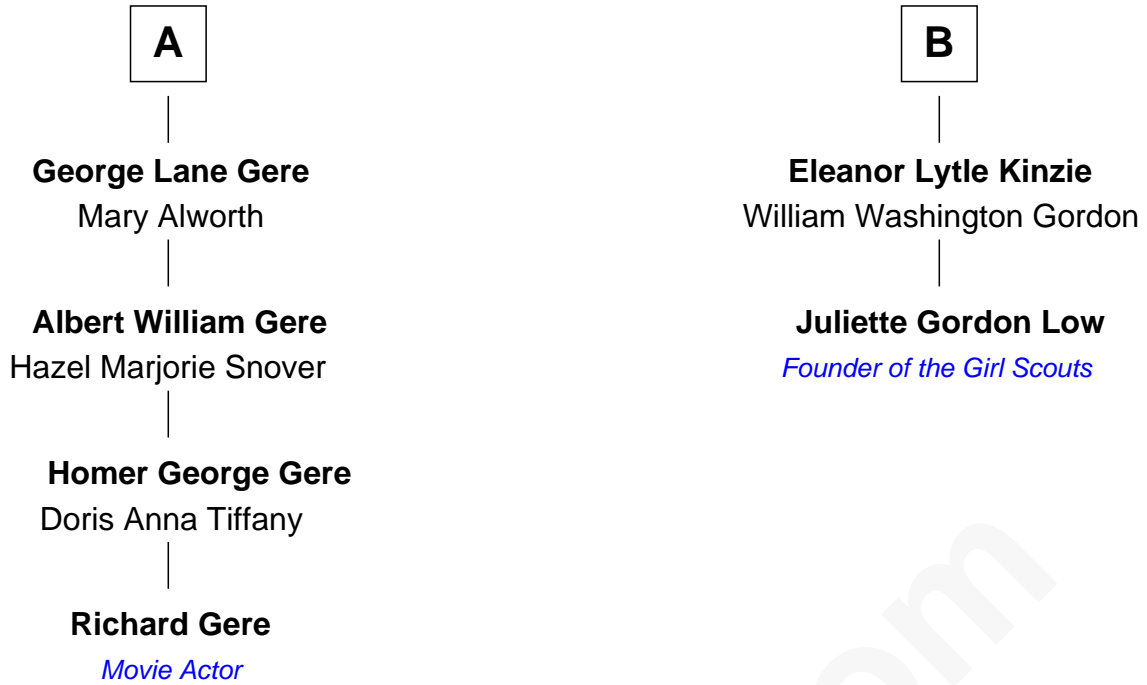 A
George Lane Gere
Mary Alworth
Albert William Gere
Hazel Marjorie Snover
Homer George Gere
Doris Anna Tiffany
Richard Gere
Movie Actor
B
Eleanor Lytle Kinzie
William Washington Gordon
Juliette Gordon Low
Founder of the Girl Scouts
om